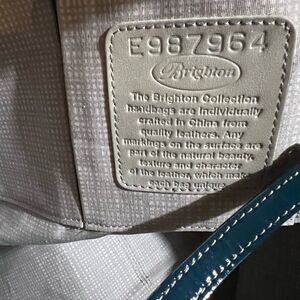 E987964
Brighton
The Brighton Collection
handbags are individually
crafted in China from
quality leathers. Any
markings on the surface are
part of the natural beauty,
texture and character
of the leather, which make
each bag unique.